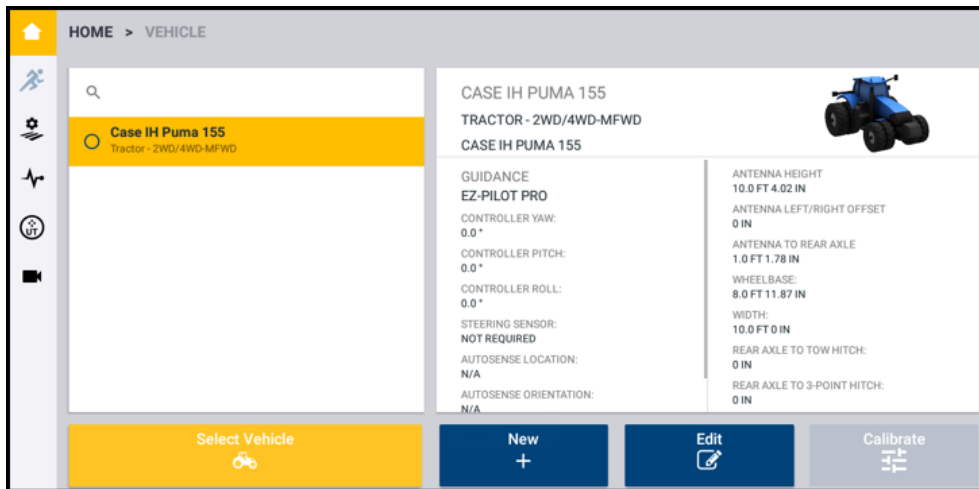 HOME > VEHICLE
Case IH Puma 155
Tractor - 2WD/4WD-MFWD
CASE IH PUMA 155
TRACTOR - 2WD/4WD-MFWD
CASE IH PUMA 155
GUIDANCE
EZ-PILOT PRO
CONTROLLER YAW:
0.0 °
CONTROLLER PITCH:
0.0 °
CONTROLLER ROLL:
0.0 °
STEERING SENSOR:
NOT REQUIRED
AUTOSENSE LOCATION:
N/A
AUTOSENSE ORIENTATION:
N/A
ANTENNA HEIGHT
10.0 FT 4.02 IN
ANTENNA LEFT/RIGHT OFFSET
0 IN
ANTENNA TO REAR AXLE
1.0 FT 1.78 IN
WHEELBASE:
8.0 FT 11.87 IN
WIDTH:
10.0 FT 0 IN
REAR AXLE TO TOW HITCH:
0 IN
REAR AXLE TO 3-POINT HITCH:
0 IN
UT
Select Vehicle
New
Edit
Calibrate